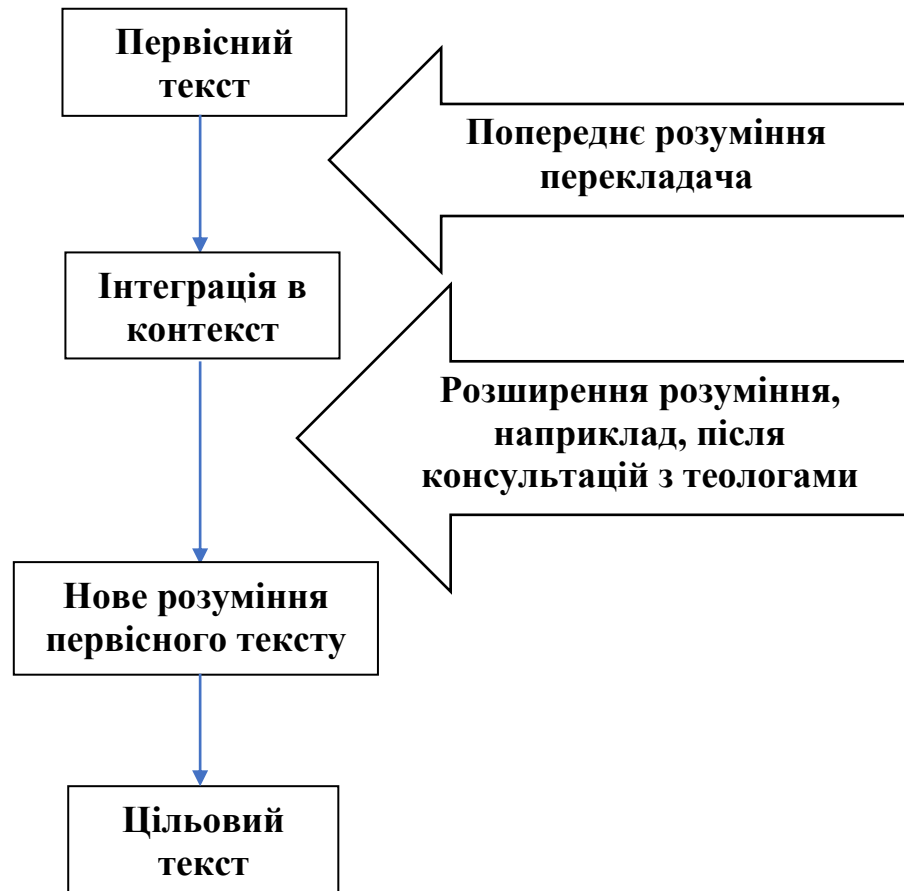 Первісний
текст
Попереднє розуміння
перекладача
Інтеграція в
контекст
Розширення розуміння,
наприклад, після
консультацій з теологами
Нове розуміння
первісного тексту
Цільовий
текст